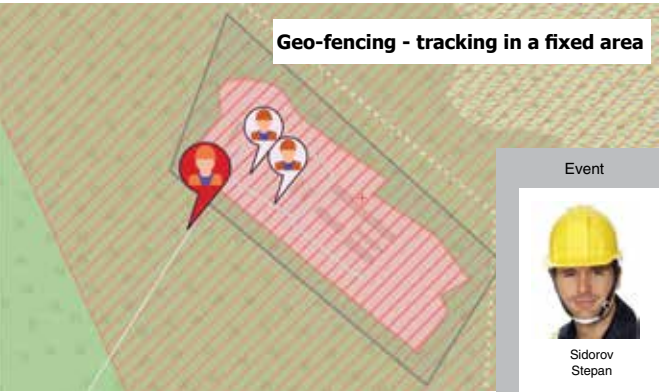 Geo-fencing - tracking in a fixed area
Event
Sidorov
Stepan